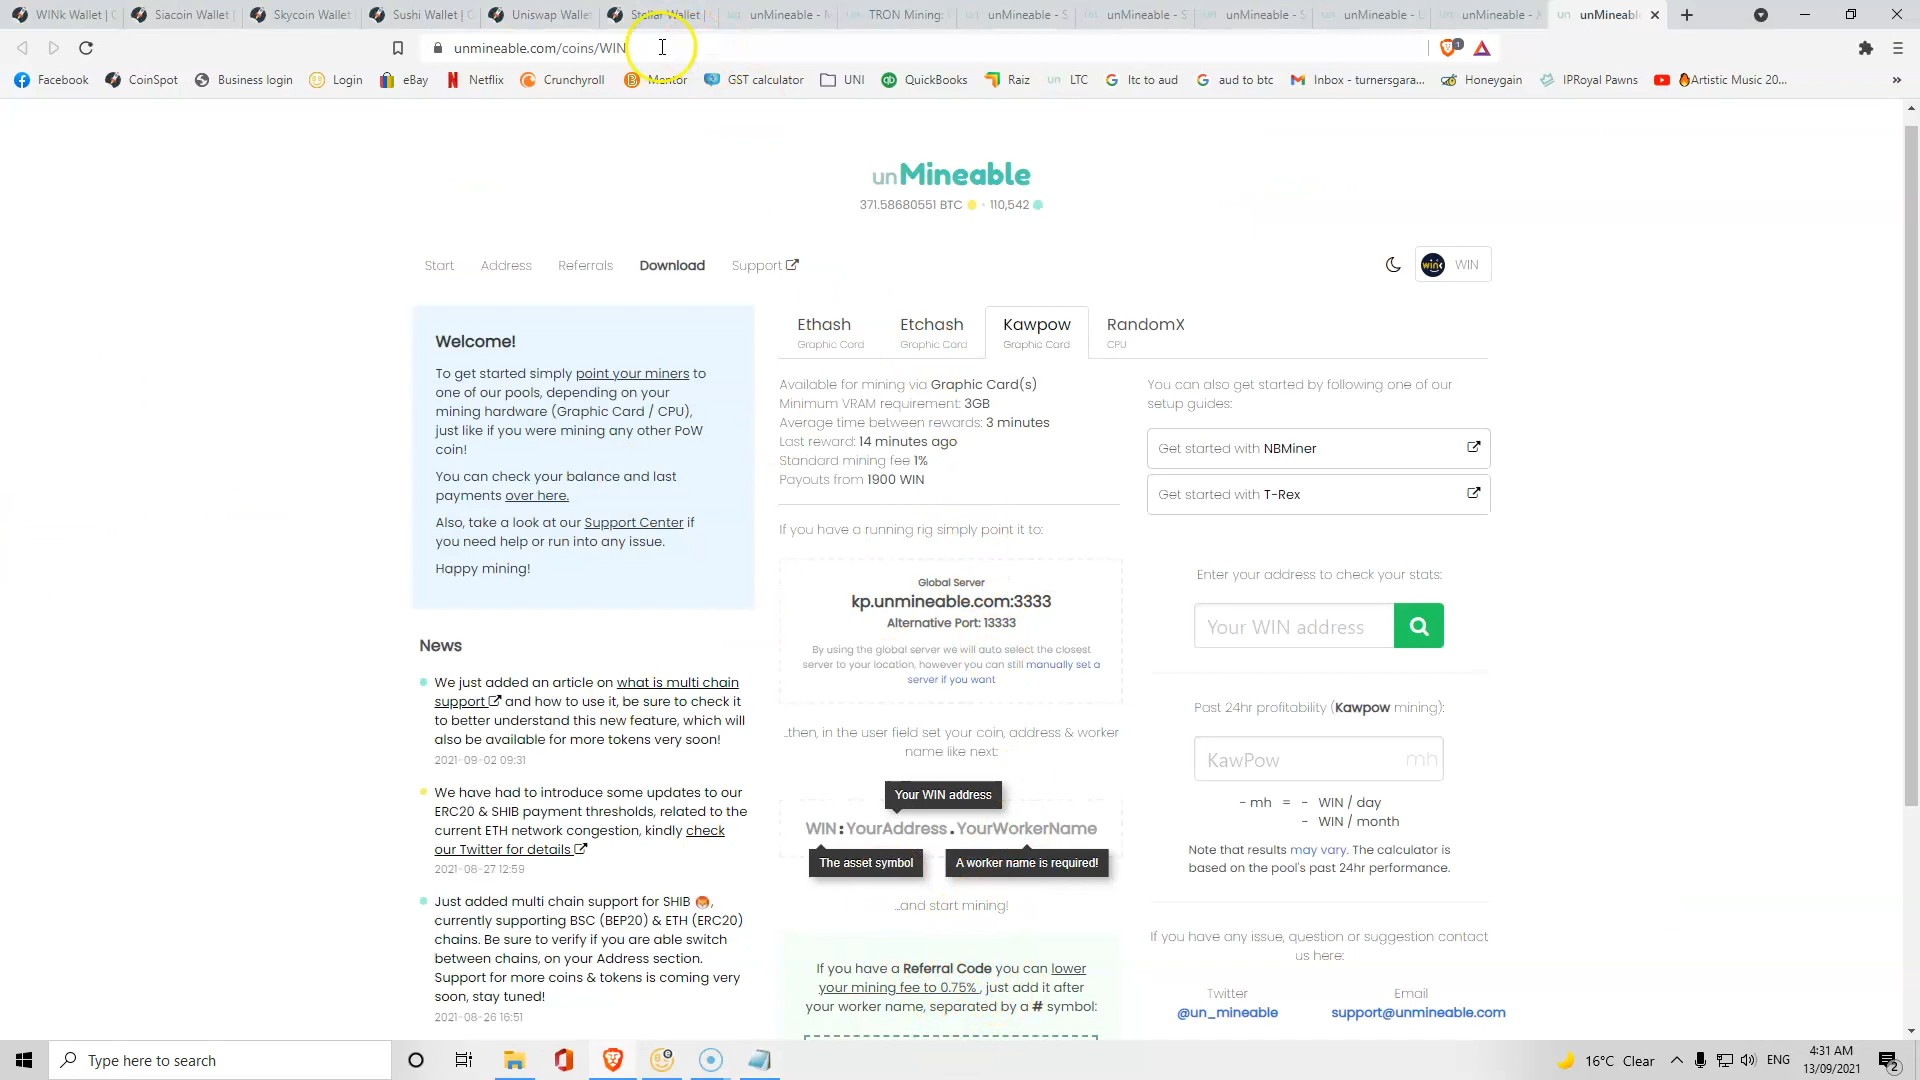 WINk Wallet | C
Siacoin Wallet |
Skycoin Wallet
Sushi Wallet | C
Uniswap Walle
Stellar Wallet |
unMineable -
TRON Mining:
unMineable - S
unMineable - S
unMineable - S
unMineable -
unMineable -
unMineable
unmineable.com/coins/WIN
1
Facebook
CoinSpot
Business login
Login
eBay
Netflix
Crunchyroll
Mentor
GST calculator
UNI
QuickBooks
Raiz
un LTC
ltc to aud
aud to btc
Inbox - turnersgara...
Honeygain
IPRoyal Pawns
Artistic Music 20...
unMineable
371.58680551 BTC • 110,542
Start
Address
Referrals
Download
Support
WIN
Welcome!
To get started simply point your miners to
one of our pools, depending on your
mining hardware (Graphic Card / CPU),
just like if you were mining any other PoW
coin!
You can check your balance and last
payments over here.
Also, take a look at our Support Center if
you need help or run into any issue.
Happy mining!
News
We just added an article on what is multi chain
support and how to use it, be sure to check it
to better understand this new feature, which will
also be available for more tokens very soon!
2021-09-02 09:31
We have had to introduce some updates to our
ERC20 & SHIB payment thresholds, related to the
current ETH network congestion, kindly check
our Twitter for details
2021-08-27 12:59
Just added multi chain support for SHIB ,
currently supporting BSC (BEP20) & ETH (ERC20)
chains. Be sure to verify if you are able switch
between chains, on your Address section.
Support for more coins & tokens is coming very
soon, stay tuned!
2021-08-26 16:51
Ethash
Graphic Card
Etchash
Graphic Card
Kawpow
Graphic Card
RandomX
CPU
Available for mining via Graphic Card(s)
Minimum VRAM requirement: 3GB
Average time between rewards: 3 minutes
Last reward: 14 minutes ago
Standard mining fee 1%
Payouts from 1900 WIN
If you have a running rig simply point it to:
Global Server
kp.unmineable.com:3333
Alternative Port: 13333
By using the global server we will auto select the closest
server to your location, however you can still manually set a
server if you want
...then, in the user field set your coin, address & worker
name like next:
Your WIN address
WIN:YourAddress.YourWorkerName
The asset symbol
A worker name is required!
...and start mining!
If you have a Referral Code you can lower
your mining fee to 0.75% , just add it after
your worker name, separated by a # symbol:
You can also get started by following one of our
setup guides:
Get started with NBMiner
Get started with T-Rex
Enter your address to check your stats:
Your WIN address
Past 24hr profitability (Kawpow mining):
KawPow
mh
- mh = - WIN / day
- WIN / month
Note that results may vary. The calculator is
based on the pool's past 24hr performance.
If you have any issue, question or suggestion contact
us here:
Twitter
@un_mineable
Email
support@unmineable.com
Type here to search
16°C Clear
ENG
4:31 AM
13/09/2021
2